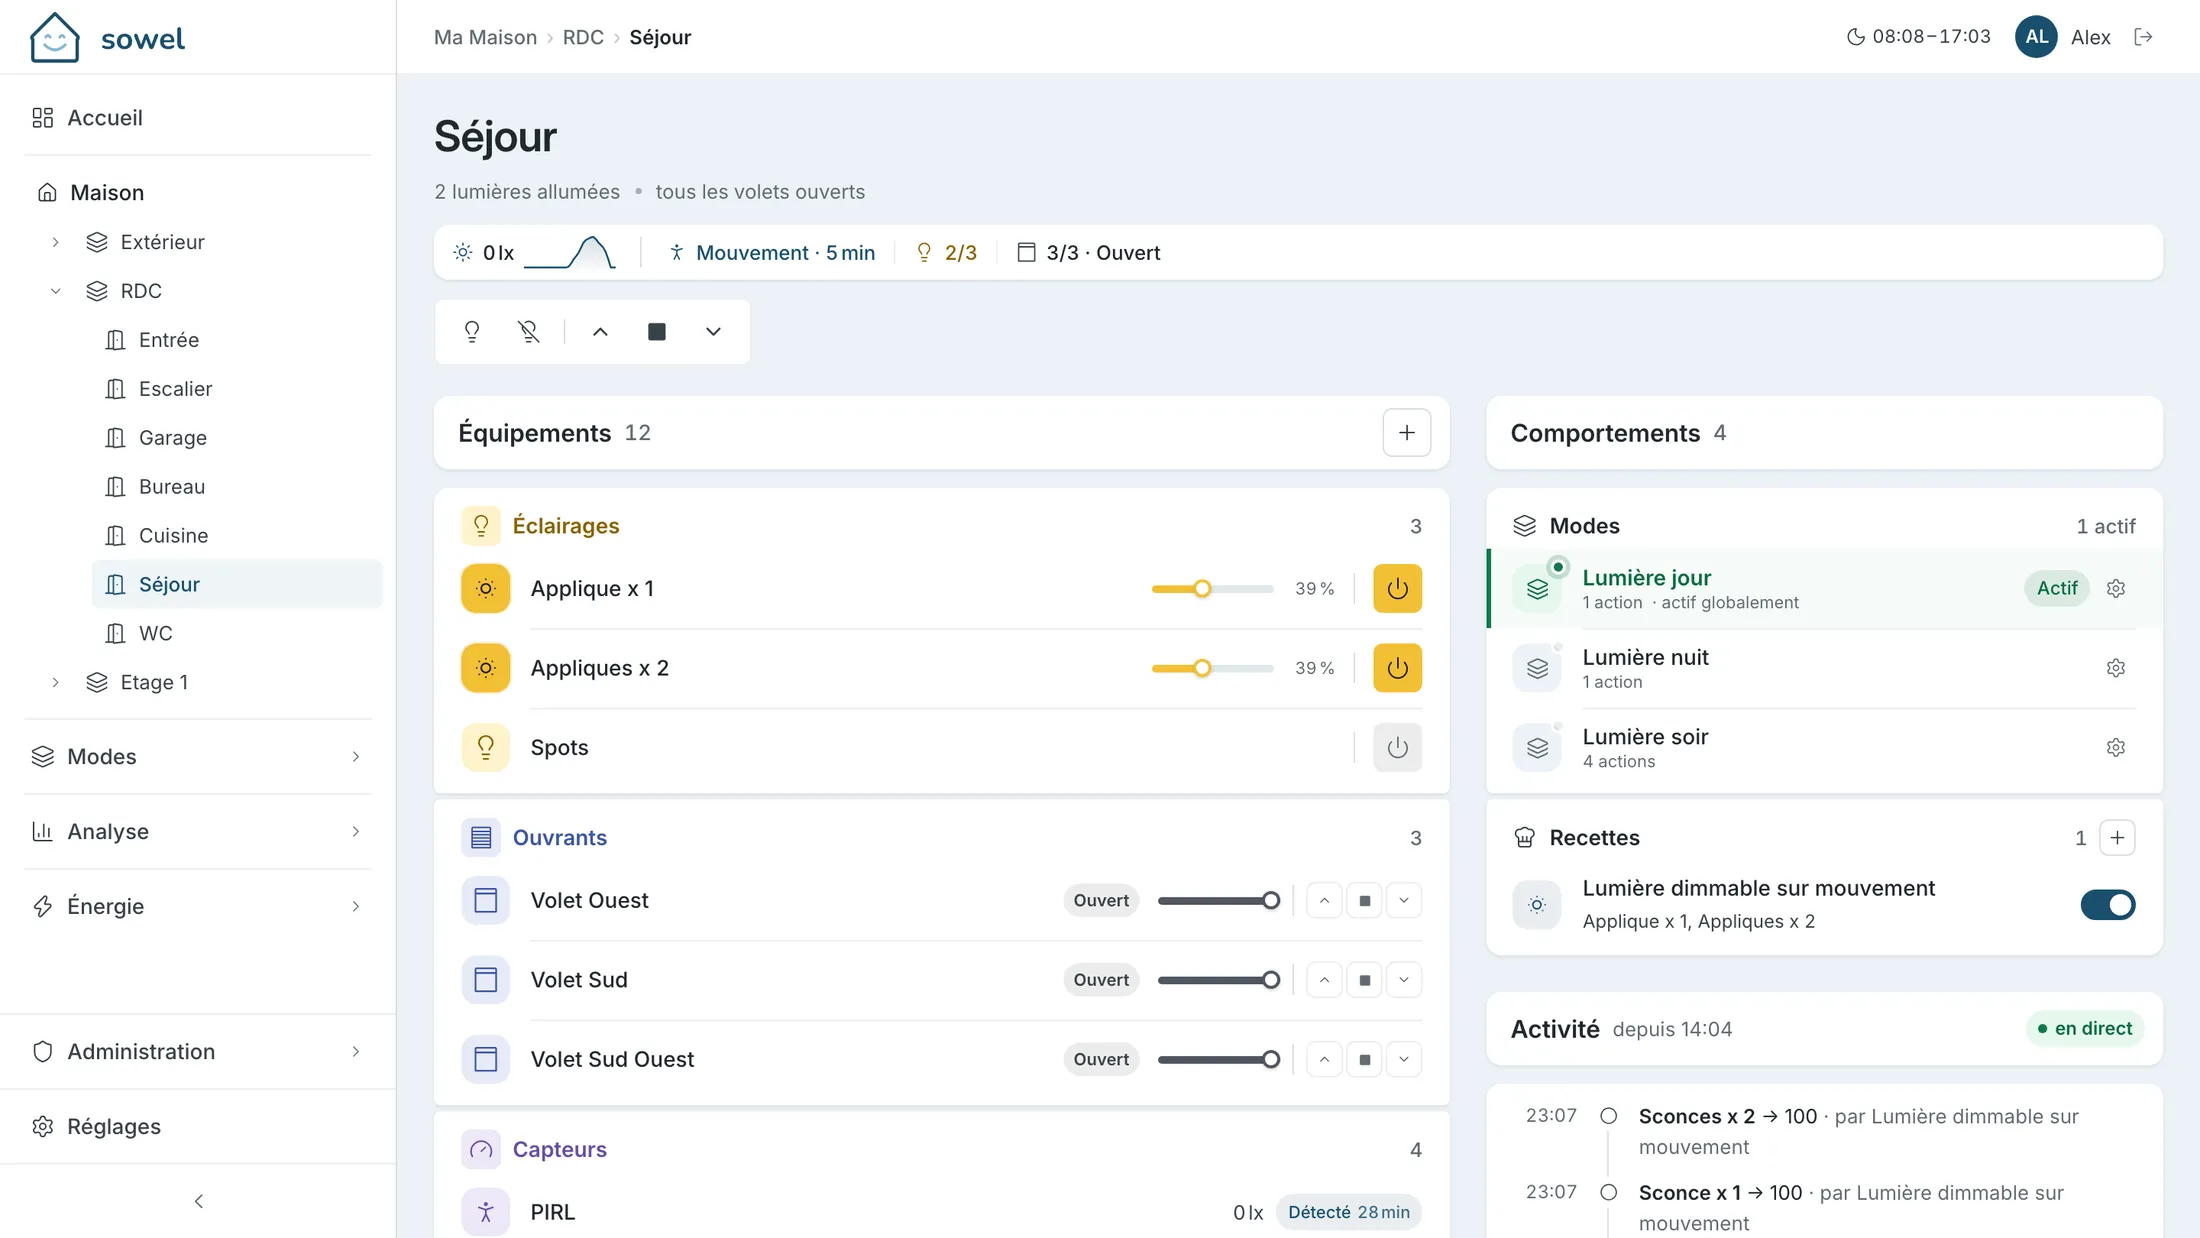 sowel
Ma Maison › RDC › Séjour
08:08–17:03
AL
Alex
Accueil
Maison
Extérieur
RDC
Entrée
Escalier
Garage
Bureau
Cuisine
Séjour
WC
Etage 1
Modes
Analyse
Énergie
Administration
Réglages
Séjour
2 lumières allumées • tous les volets ouverts
0 lx
Mouvement · 5 min
2/3
3/3 · Ouvert
Équipements 12
Éclairages 3
Applique x 1 39 %
Appliques x 2 39 %
Spots
Ouvrants 3
Volet Ouest Ouvert
Volet Sud Ouvert
Volet Sud Ouest Ouvert
Capteurs 4
PIRL 0 lx Détecté 28 min
Comportements 4
Modes 1 actif
Lumière jour Actif
1 action · actif globalement
Lumière nuit
1 action
Lumière soir
4 actions
Recettes 1
Lumière dimmable sur mouvement
Applique x 1, Appliques x 2
Activité depuis 14:04 en direct
23:07 Sconces x 2 → 100 · par Lumière dimmable sur
mouvement
23:07 Sconce x 1 → 100 · par Lumière dimmable sur
mouvement